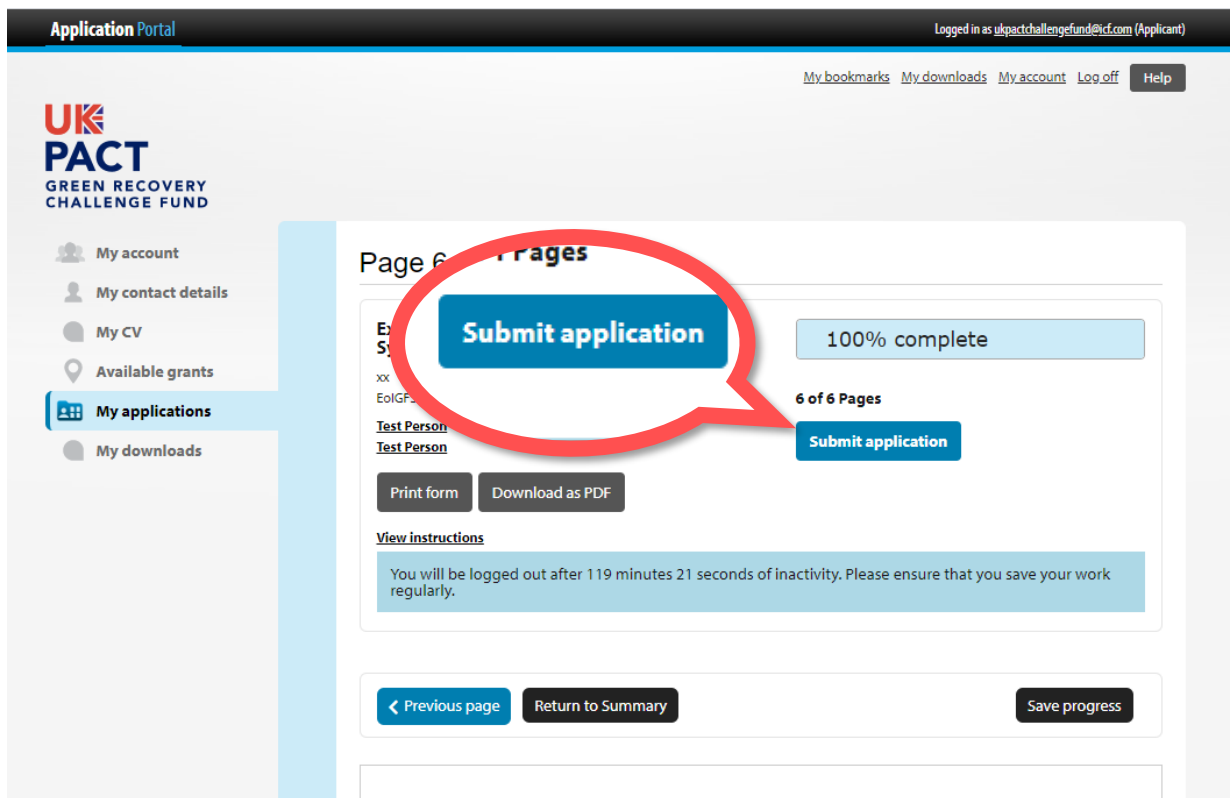 Application Portal
Logged in as ukpactchallengefund@icf.com (Applicant)
My bookmarks My downloads My account Log off Help
UK
PACT
GREEN RECOVERY
CHALLENGE FUND
My account
My contact details
My CV
Available grants
My applications
My downloads
Page 6
Pages
Submit application
100% complete
xx
6 of 6 Pages
Test Person
Test Person
Submit application
Print form
Download as PDF
View instructions
You will be logged out after 119 minutes 21 seconds of inactivity. Please ensure that you save your work
regularly.
Previous page
Return to Summary
Save progress